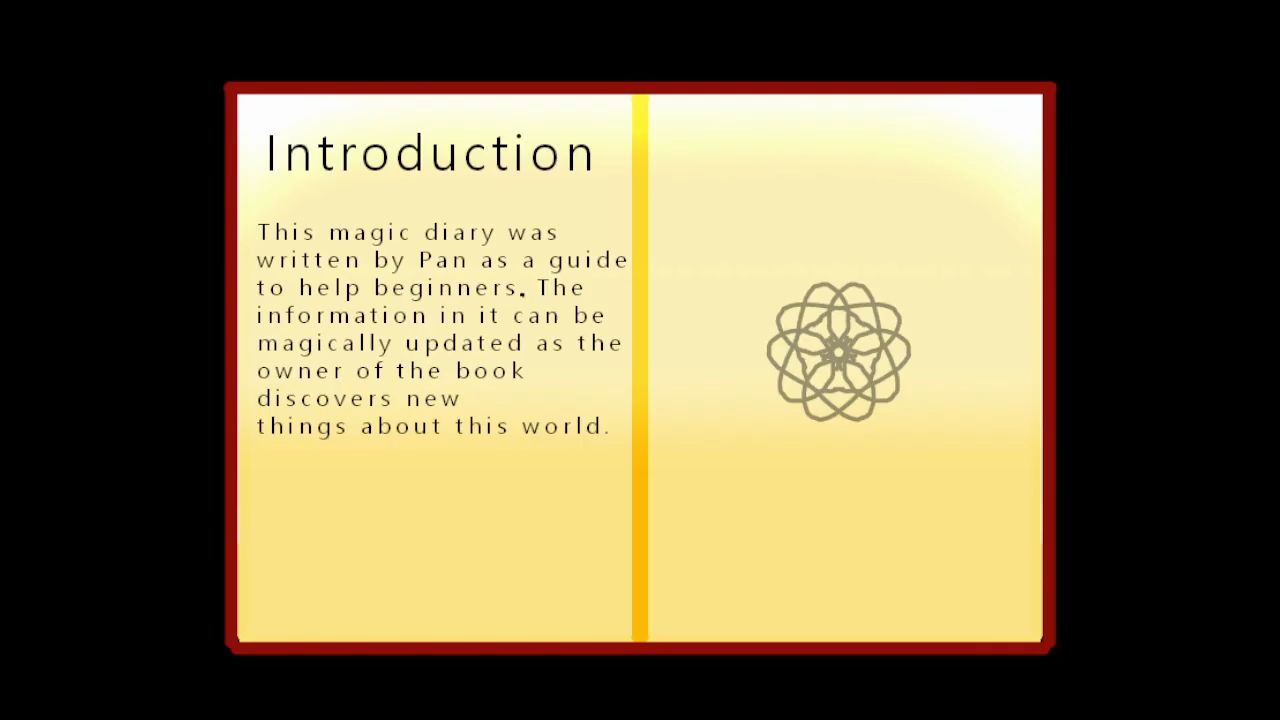 Introduction
This magic diary was
written by Pan as a guide
to help beginners. The
information in it can be
magically updated as the
owner of the book
discovers new
things about this world.